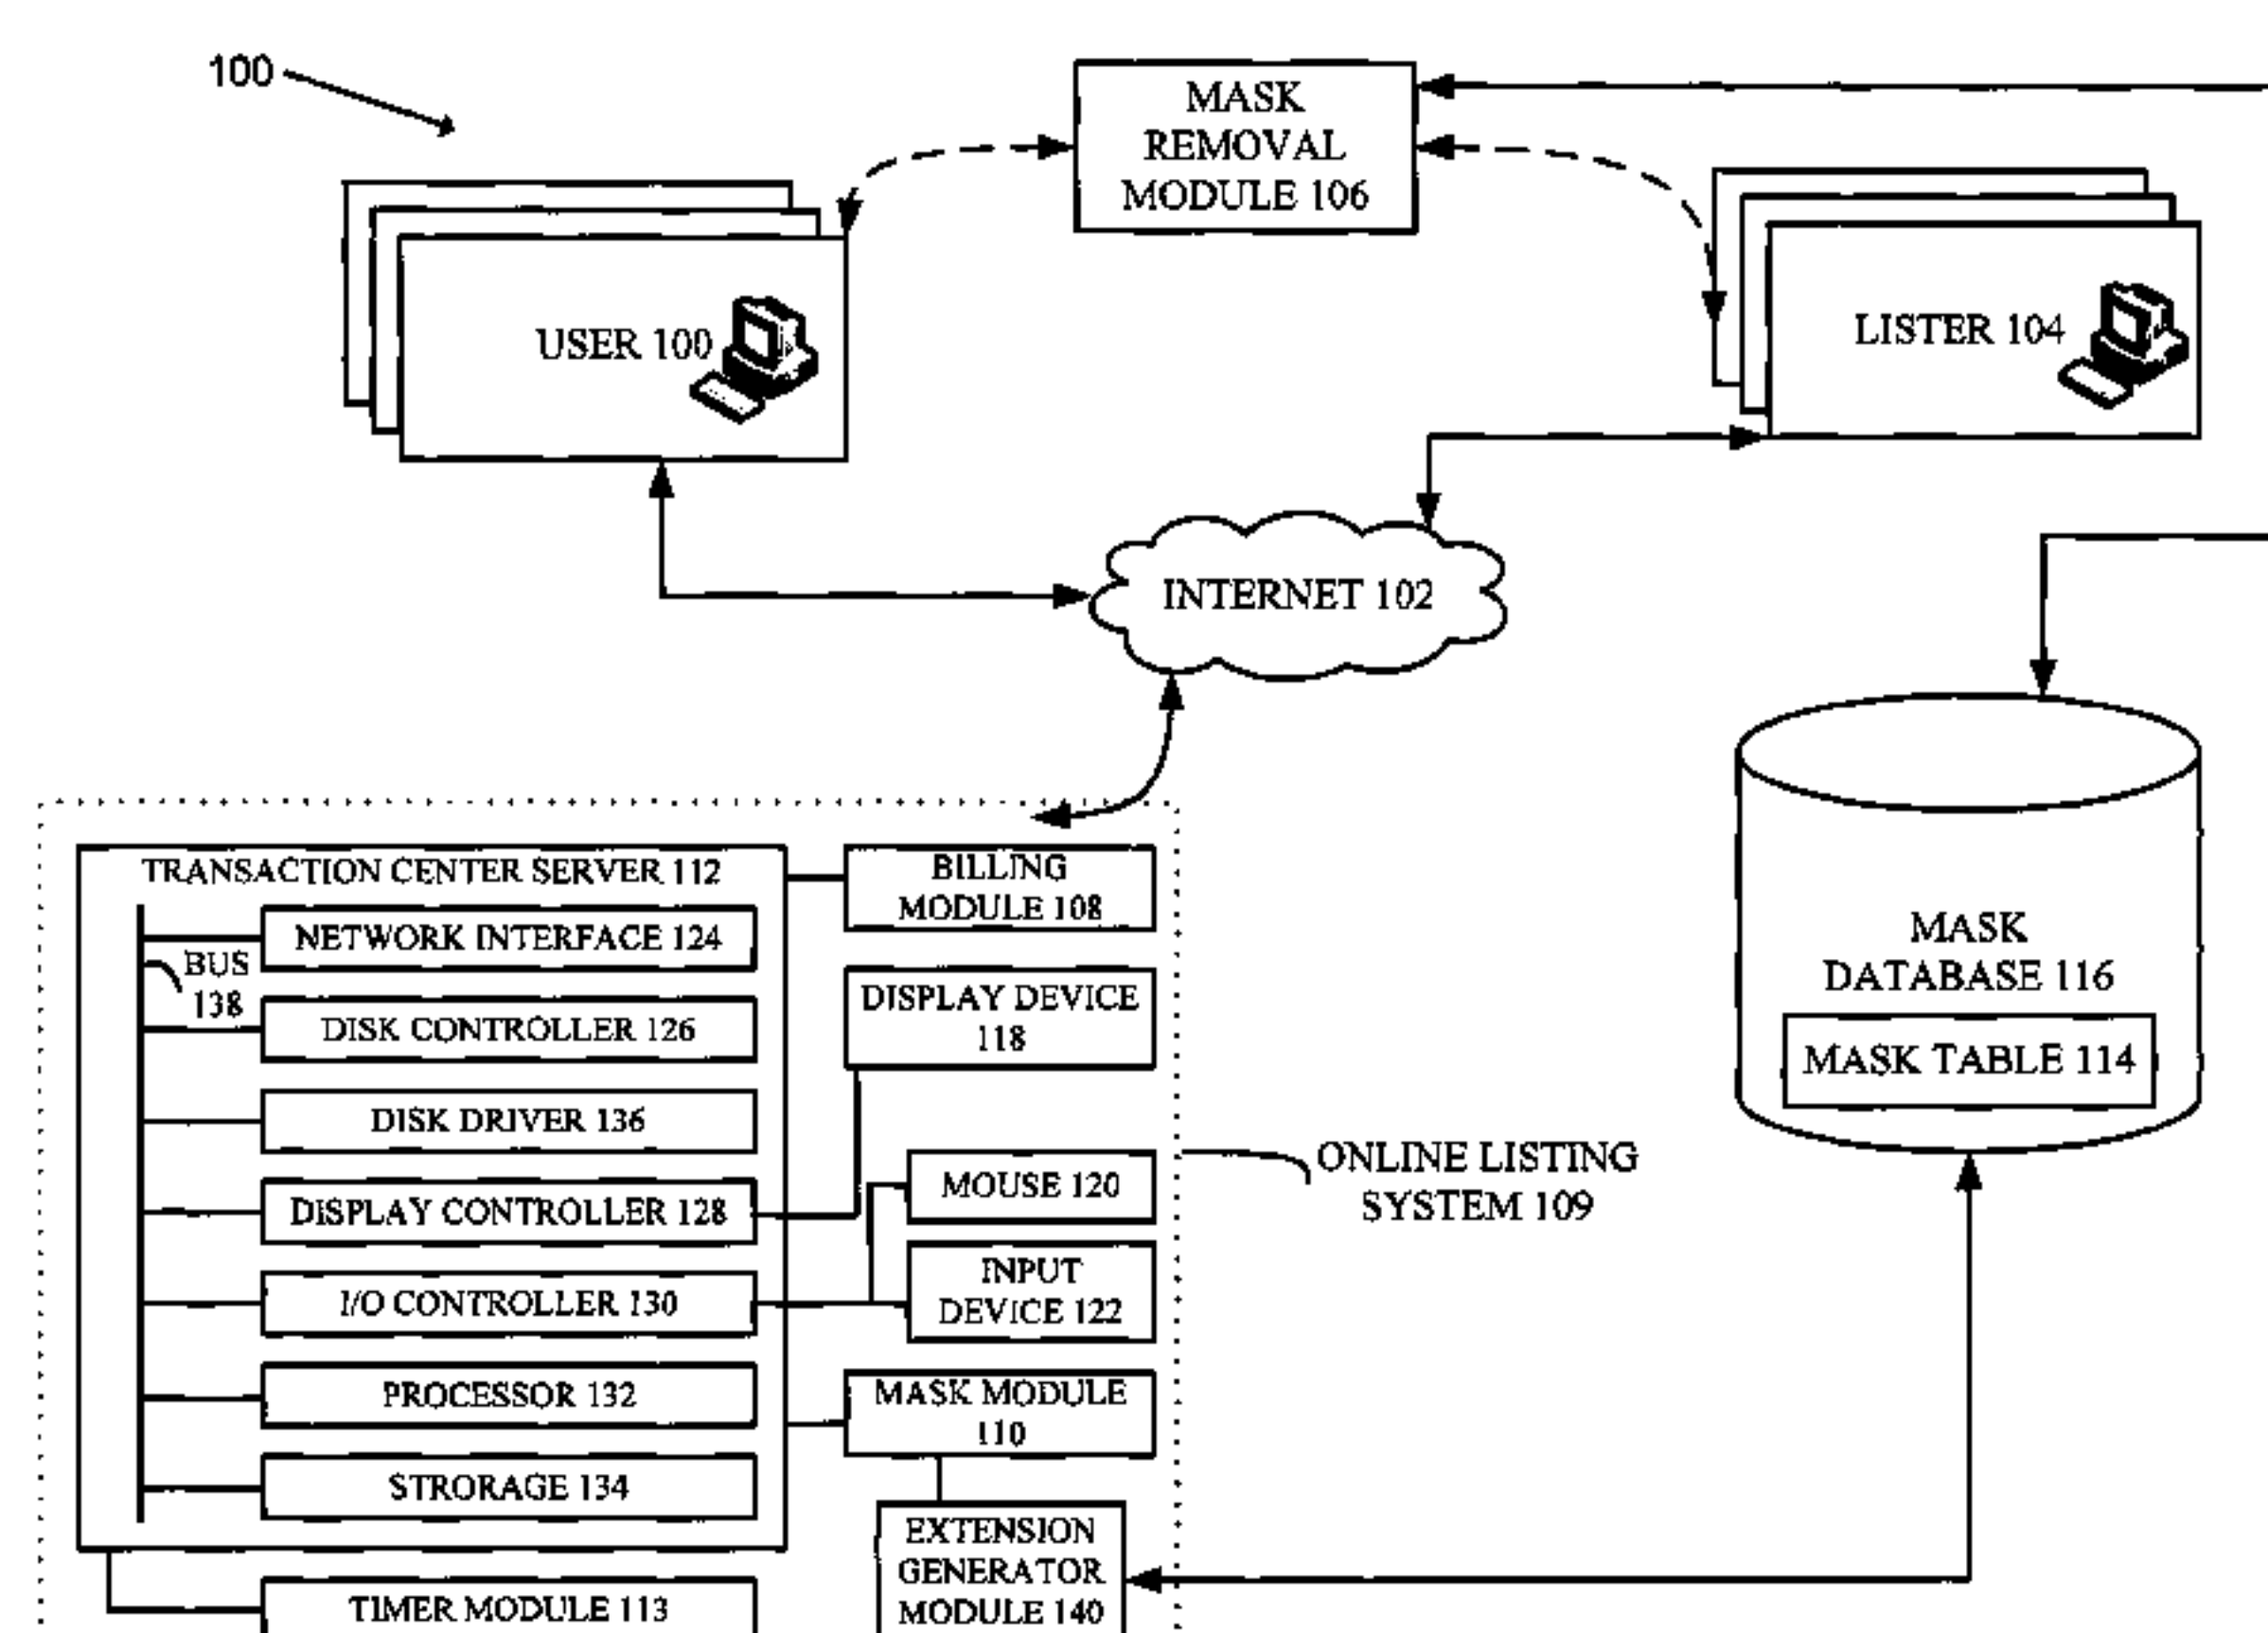 100
MASK
REMOVAL
MODULE 106
USER 100
LISTER 104
INTERNET 102
TRANSACTION CENTER SERVER 112
NETWORK INTERFACE 124
BUS
138
DISK CONTROLLER 126
DISK DRIVER 136
DISPLAY CONTROLLER 128
I/O CONTROLLER 130
PROCESSOR 132
STRORAGE 134
TIMER MODULE 113
BILLING
MODULE 108
DISPLAY DEVICE
118
MOUSE 120
INPUT
DEVICE 122
MASK MODULE
110
EXTENSION
GENERATOR
MODULE 140
ONLINE LISTING
SYSTEM 109
MASK
DATABASE 116
MASK TABLE 114